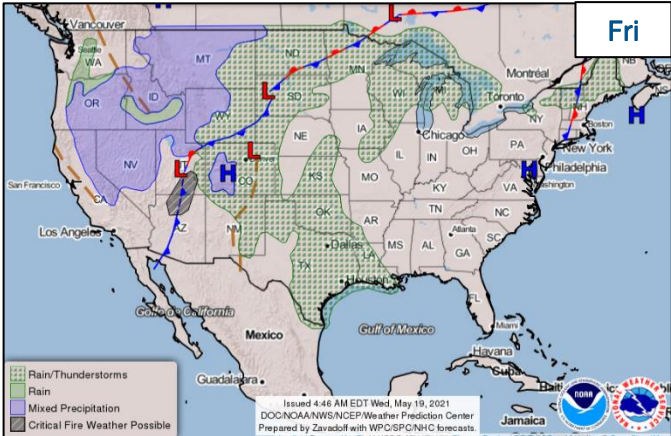 Fri
Vancouver
H
L
Seattle
WA
MT
ND
MN
Montréal
NB
OR
ID
L
SD
WI
MI
Toronto
NH
WY
NY
Boston
H
IA
Chicago
NE
L
New York
NV
L
H
CO
IL
IN
OH
PA
H
Philadelphia
San Francisco
KS
MO
KY
VA
Washington
CA
OK
TN
NC
AZ
NM
AR
Atlanta
SC
Los Angeles
Dallas
MS
AL
GA
TX
LA
Houston
FL
Golfo de California
Mexico
Gulf of Mexico
Miami
Havana
Cuba
Guadalajara
Jamaica
Rain/Thunderstorms
Rain
Mixed Precipitation
Critical Fire Weather Possible
Issued 4:46 AM EDT Wed, May 19, 2021
DOC/NOAA/NWS/NCEP/Weather Prediction Center
Prepared by Zavadoff with WPC/SPC/NHC forecasts.
NOAA
NATIONAL WEATHER SERVICE